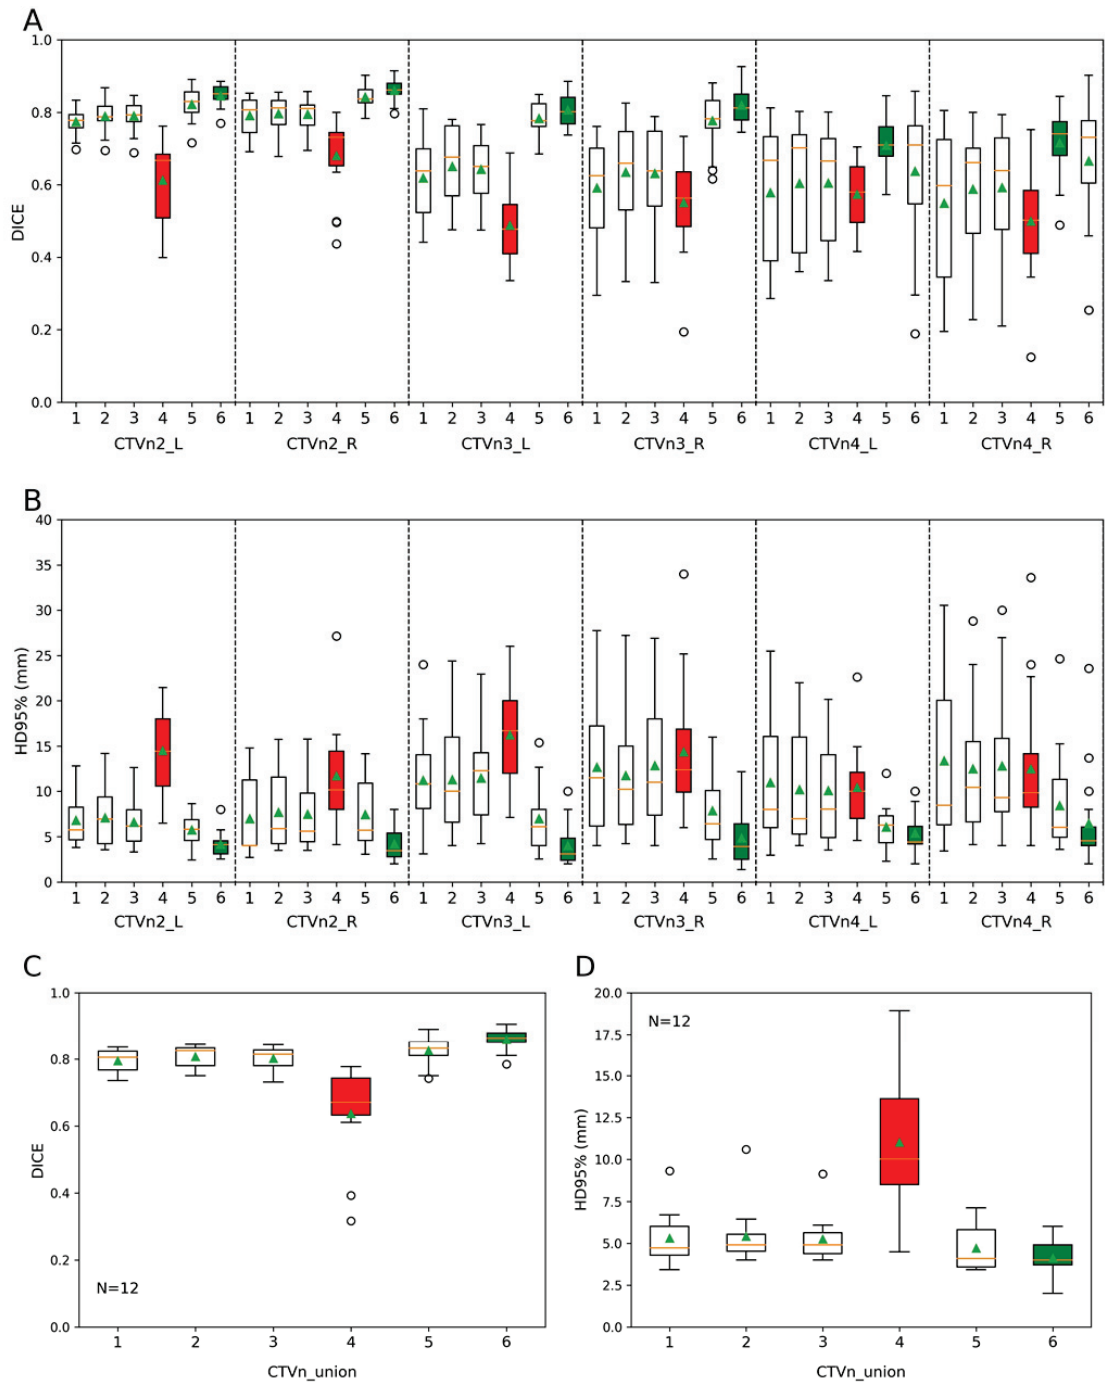 A
1.0
0.8
0.6
0.4
0.2
0.0
DICE
1 2 3 4 5 6 1 2 3 4 5 6 1 2 3 4 5 6 1 2 3 4 5 6 1 2 3 4 5 6 1 2 3 4 5 6
CTVn2_L CTVn2_R CTVn3_L CTVn3_R CTVn4_L CTVn4_R
B
40
35
30
25
20
15
10
5
0
HD95% (mm)
1 2 3 4 5 6 1 2 3 4 5 6 1 2 3 4 5 6 1 2 3 4 5 6 1 2 3 4 5 6 1 2 3 4 5 6
CTVn2_L CTVn2_R CTVn3_L CTVn3_R CTVn4_L CTVn4_R
C
1.0
0.8
0.6
0.4
0.2
0.0
DICE
N=12
1 2 3 4 5 6
CTVn_union
D
20.0
17.5
15.0
12.5
10.0
7.5
5.0
2.5
0.0
HD95% (mm)
N=12
1 2 3 4 5 6
CTVn_union